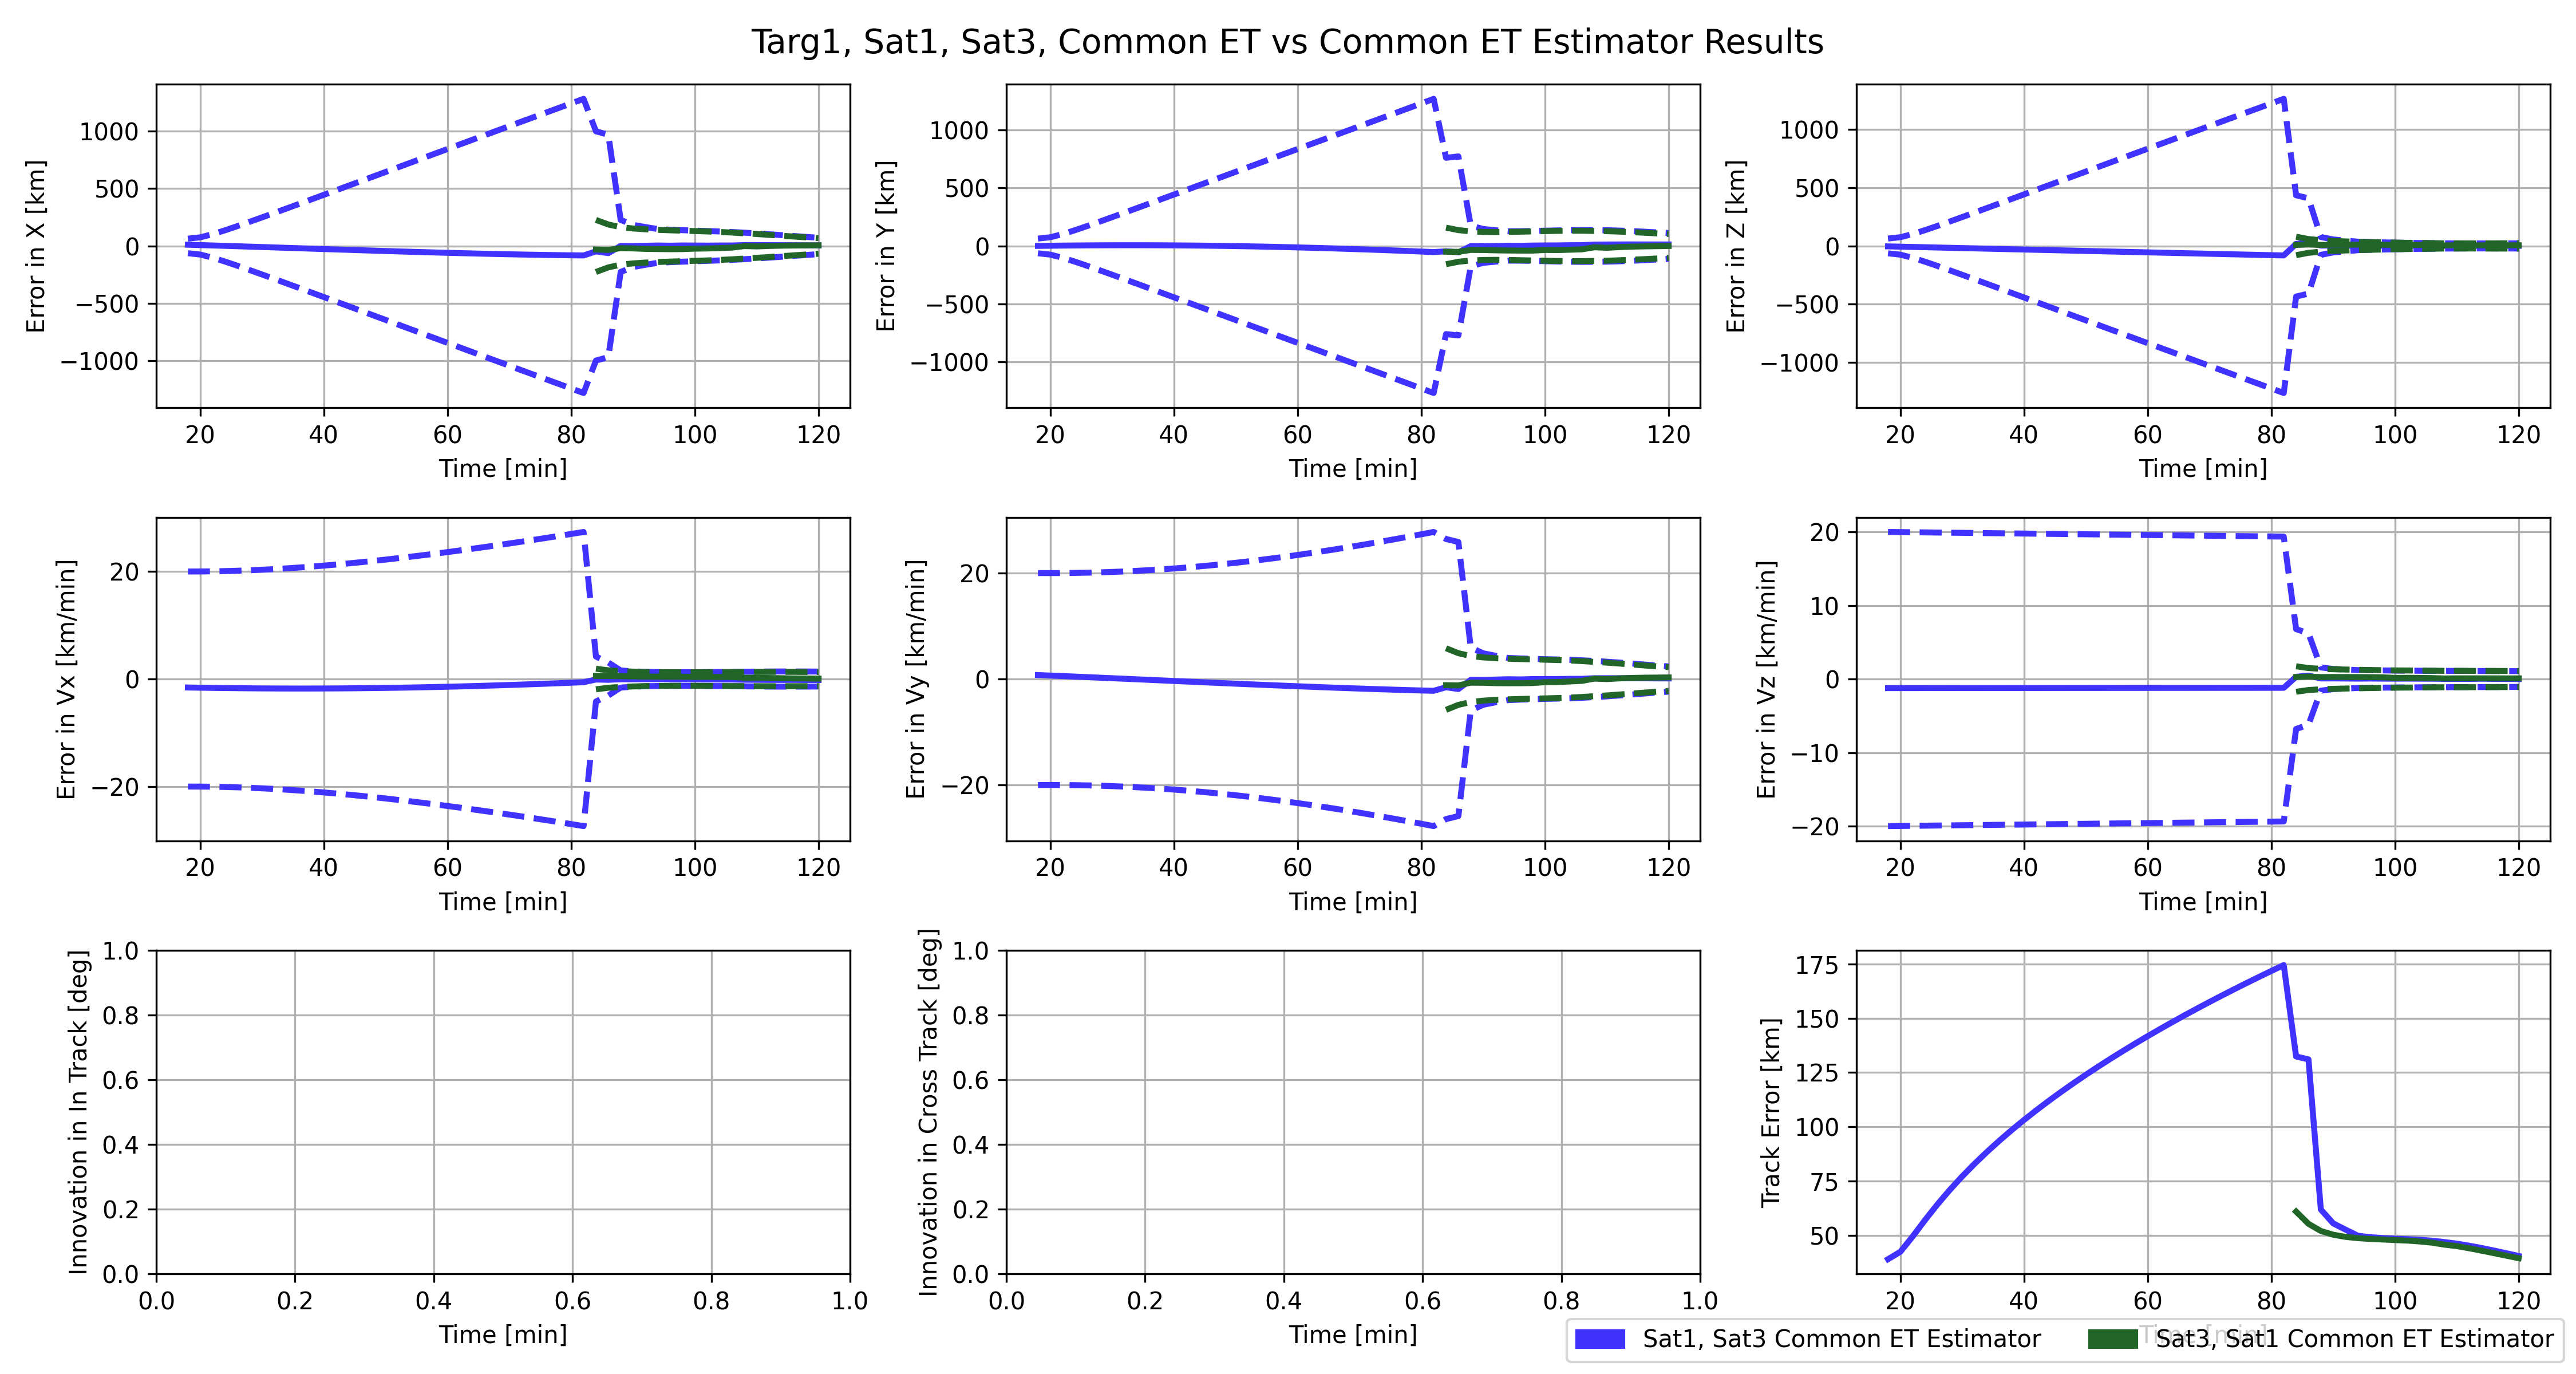 Targ1, Sat1, Sat3, Common ET vs Common ET Estimator Results
Error in X [km]
1000
500
0
−500
−1000
20 40 60 80 100 120
Time [min]
Error in Y [km]
1000
500
0
−500
−1000
20 40 60 80 100 120
Time [min]
Error in Z [km]
1000
500
0
−500
−1000
20 40 60 80 100 120
Time [min]
Error in Vx [km/min]
20
0
−20
20 40 60 80 100 120
Time [min]
Error in Vy [km/min]
20
0
−20
20 40 60 80 100 120
Time [min]
Error in Vz [km/min]
20
10
0
−10
−20
20 40 60 80 100 120
Time [min]
Innovation in In Track [deg]
1.0
0.8
0.6
0.4
0.2
0.0
0.0 0.2 0.4 0.6 0.8 1.0
Time [min]
Innovation in Cross Track [deg]
1.0
0.8
0.6
0.4
0.2
0.0
0.0 0.2 0.4 0.6 0.8 1.0
Time [min]
Track Error [km]
175
150
125
100
75
50
20 40 60 80 100 120
Time [min]
Sat1, Sat3 Common ET Estimator
Sat3, Sat1 Common ET Estimator